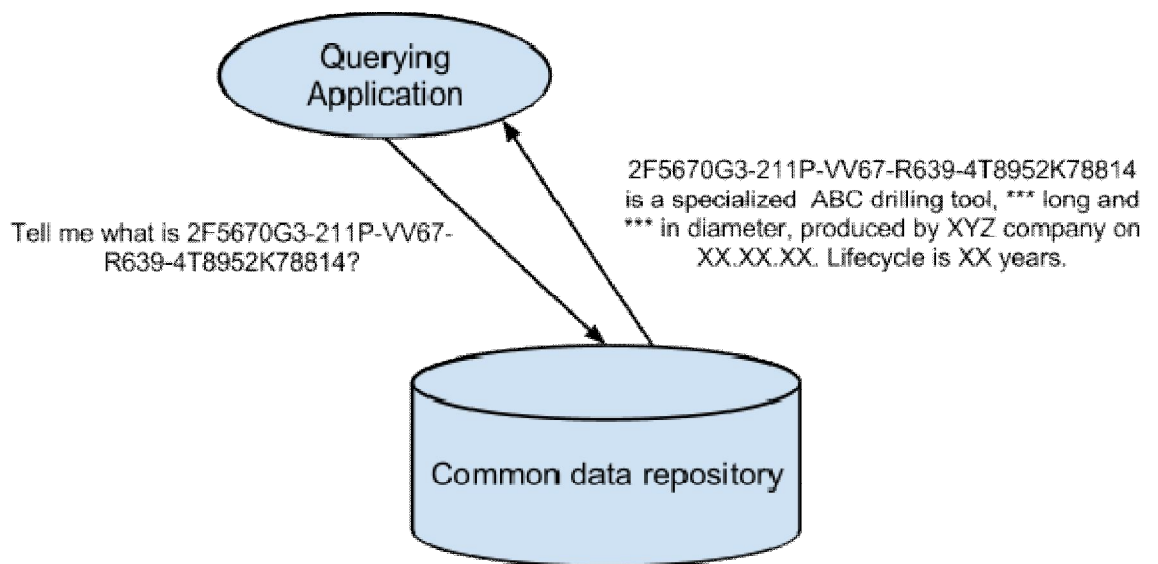 Querying
Application
Tell me what is 2F5670G3-211P-VV67-
R639-4T8952K78814?
2F5670G3-211P-VV67-R639-4T8952K78814
is a specialized ABC drilling tool, *** long and
*** in diameter, produced by XYZ company on
XX.XX.XX. Lifecycle is XX years.
Common data repository